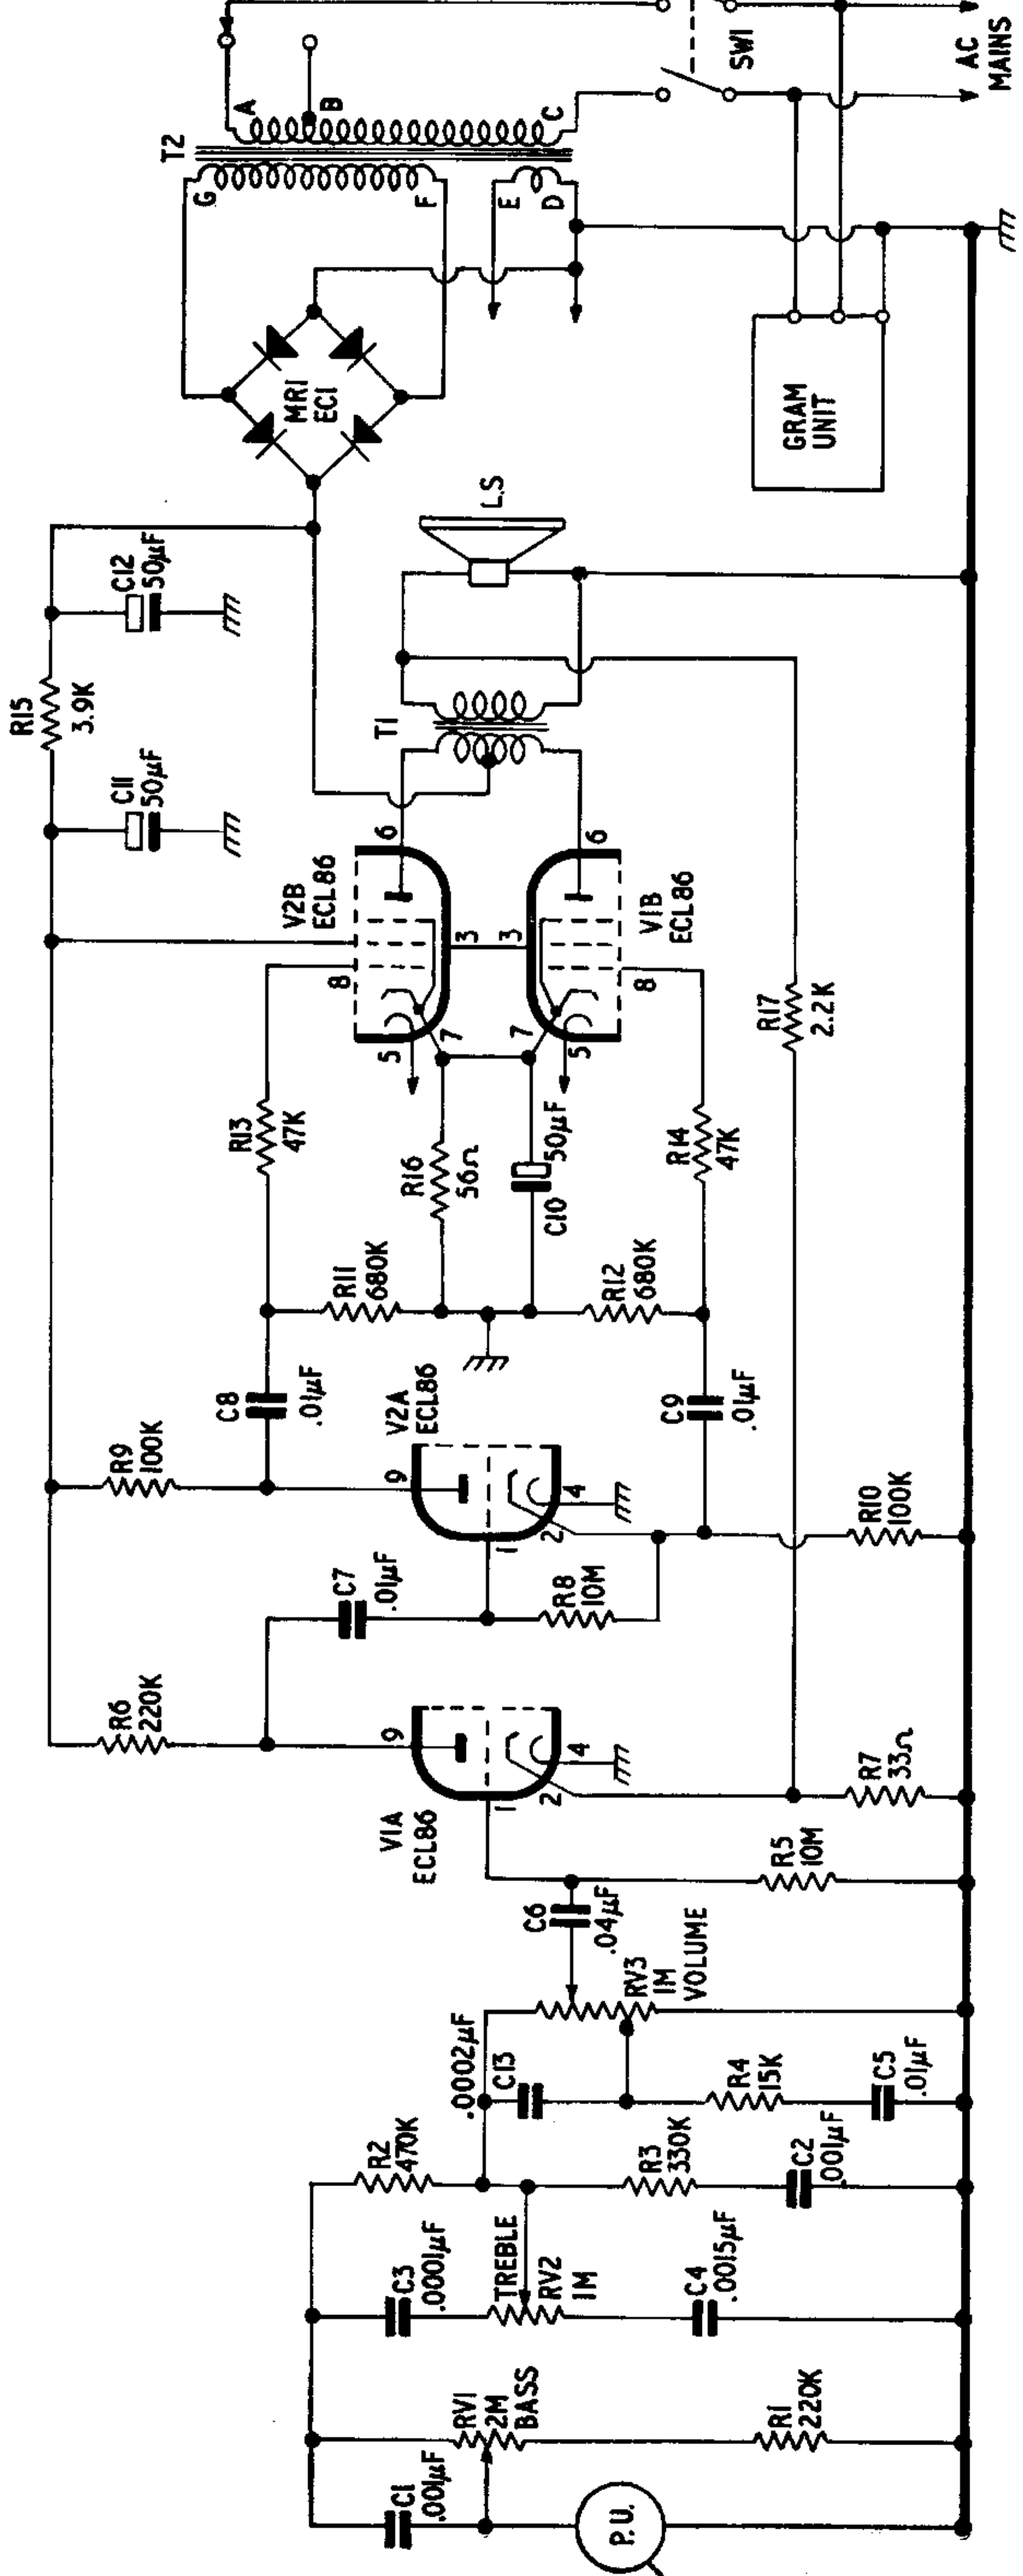 P.U.
C1
.001µF
RV1
2M
BASS
R1
220K
C3
.0001µF
TREBLE
RV2
1M
C4
.0015µF
R2
470K
R3
330K
C2
.001µF
.0002µF
C13
R4
15K
C5
.01µF
RV3
1M
VOLUME
C6
.04µF
R5
10M
V1A
ECL86
1
2
9
4
R7
33Ω
R6
220K
C7
.01µF
R8
10M
R9
100K
V2A
ECL86
1
2
9
4
R10
100K
C8
.01µF
C9
.01µF
R11
680K
R12
680K
R13
47K
R16
56Ω
C10
50µF
R14
47K
V2B
ECL86
5
8
7
3
6
V1B
ECL86
5
8
7
3
6
R17
2.2K
T1
L.S
C11
50µF
R15
3.9K
C12
50µF
MR1
EC1
GRAM
UNIT
T2
G
F
E
D
A
B
C
SW1
AC
MAINS